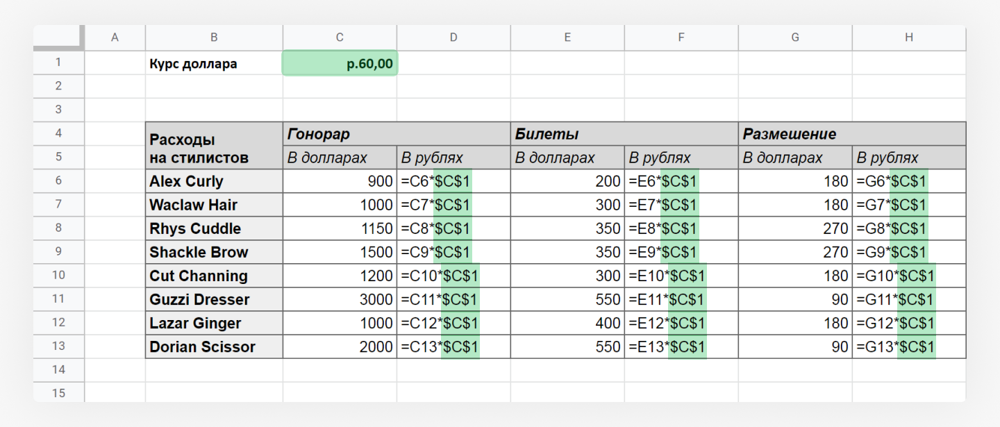 A B C D E F G H
1 Курс доллара р.60,00
2
3
4 Расходы Гонорар Билеты Размешение
5 на стилистов В долларах В рублях В долларах В рублях В долларах В рублях
6 Alex Curly 900 =C6*$C$1 200 =E6*$C$1 180 =G6*$C$1
7 Waclaw Hair 1000 =C7*$C$1 300 =E7*$C$1 180 =G7*$C$1
8 Rhys Cuddle 1150 =C8*$C$1 350 =E8*$C$1 270 =G8*$C$1
9 Shackle Brow 1500 =C9*$C$1 350 =E9*$C$1 270 =G9*$C$1
10 Cut Channing 1200 =C10*$C$1 300 =E10*$C$1 180 =G10*$C$1
11 Guzzi Dresser 3000 =C11*$C$1 550 =E11*$C$1 90 =G11*$C$1
12 Lazar Ginger 1000 =C12*$C$1 400 =E12*$C$1 180 =G12*$C$1
13 Dorian Scissor 2000 =C13*$C$1 550 =E13*$C$1 90 =G13*$C$1
14
15